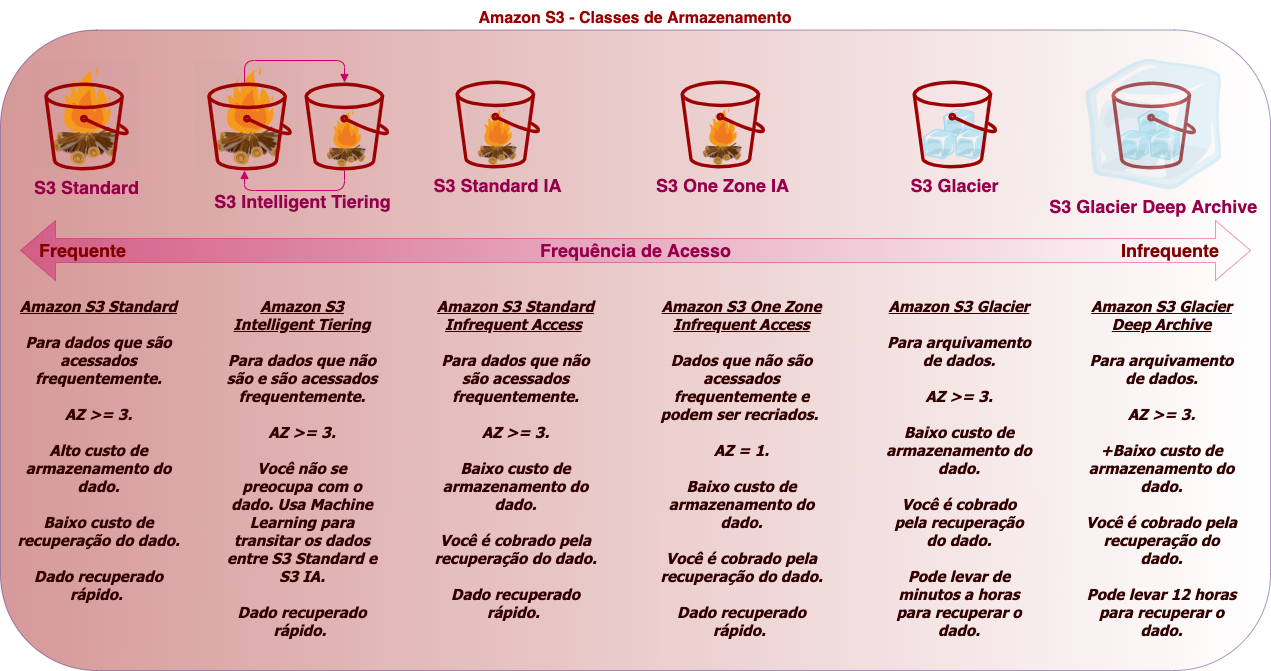 Amazon S3 - Classes de Armazenamento
S3 Standard
S3 Intelligent Tiering
S3 Standard IA
S3 One Zone IA
S3 Glacier
S3 Glacier Deep Archive
Frequente
Frequência de Acesso
Infrequente
Amazon S3 Standard
Para dados que são
acessados
frequentemente.
AZ >= 3.
Alto custo de
armazenamento do
dado.
Baixo custo de
recuperação do dado.
Dado recuperado
rápido.
Amazon S3
Intelligent Tiering
Para dados que não
são e são acessados
frequentemente.
AZ >= 3.
Você não se
preocupa com o
dado. Usa Machine
Learning para
transitar os dados
entre S3 Standard e
S3 IA.
Dado recuperado
rápido.
Amazon S3 Standard
Infrequent Access
Para dados que não
são acessados
frequentemente.
AZ >= 3.
Baixo custo de
armazenamento do
dado.
Você é cobrado pela
recuperação do dado.
Dado recuperado
rápido.
Amazon S3 One Zone
Infrequent Access
Dados que não são
acessados
frequentemente e
podem ser recriados.
AZ = 1.
Baixo custo de
armazenamento do
dado.
Você é cobrado pela
recuperação do dado.
Dado recuperado
rápido.
Amazon S3 Glacier
Para arquivamento
de dados.
AZ >= 3.
Baixo custo de
armazenamento do
dado.
Você é cobrado
pela recuperação
do dado.
Pode levar de
minutos a horas
para recuperar o
dado.
Amazon S3 Glacier
Deep Archive
Para arquivamento
de dados.
AZ >= 3.
+Baixo custo de
armazenamento do
dado.
Você é cobrado pela
recuperação do
dado.
Pode levar 12 horas
para recuperar o
dado.